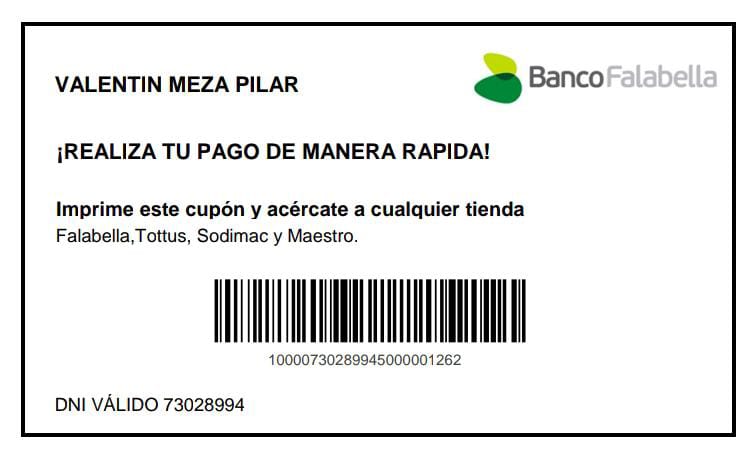 VALENTIN MEZA PILAR
BancoFalabella
¡REALIZA TU PAGO DE MANERA RAPIDA!
Imprime este cupón y acércate a cualquier tienda
Falabella,Tottus, Sodimac y Maestro.
10000730289945000001262
DNI VÁLIDO 73028994